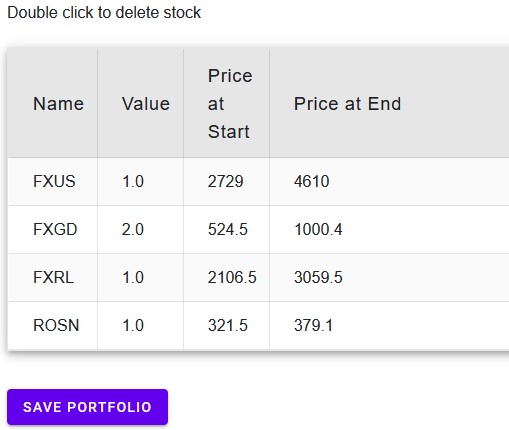 Double click to delete stock
Name Value Price at Start Price at End
FXUS 1.0 2729 4610
FXGD 2.0 524.5 1000.4
FXRL 1.0 2106.5 3059.5
ROSN 1.0 321.5 379.1
SAVE PORTFOLIO